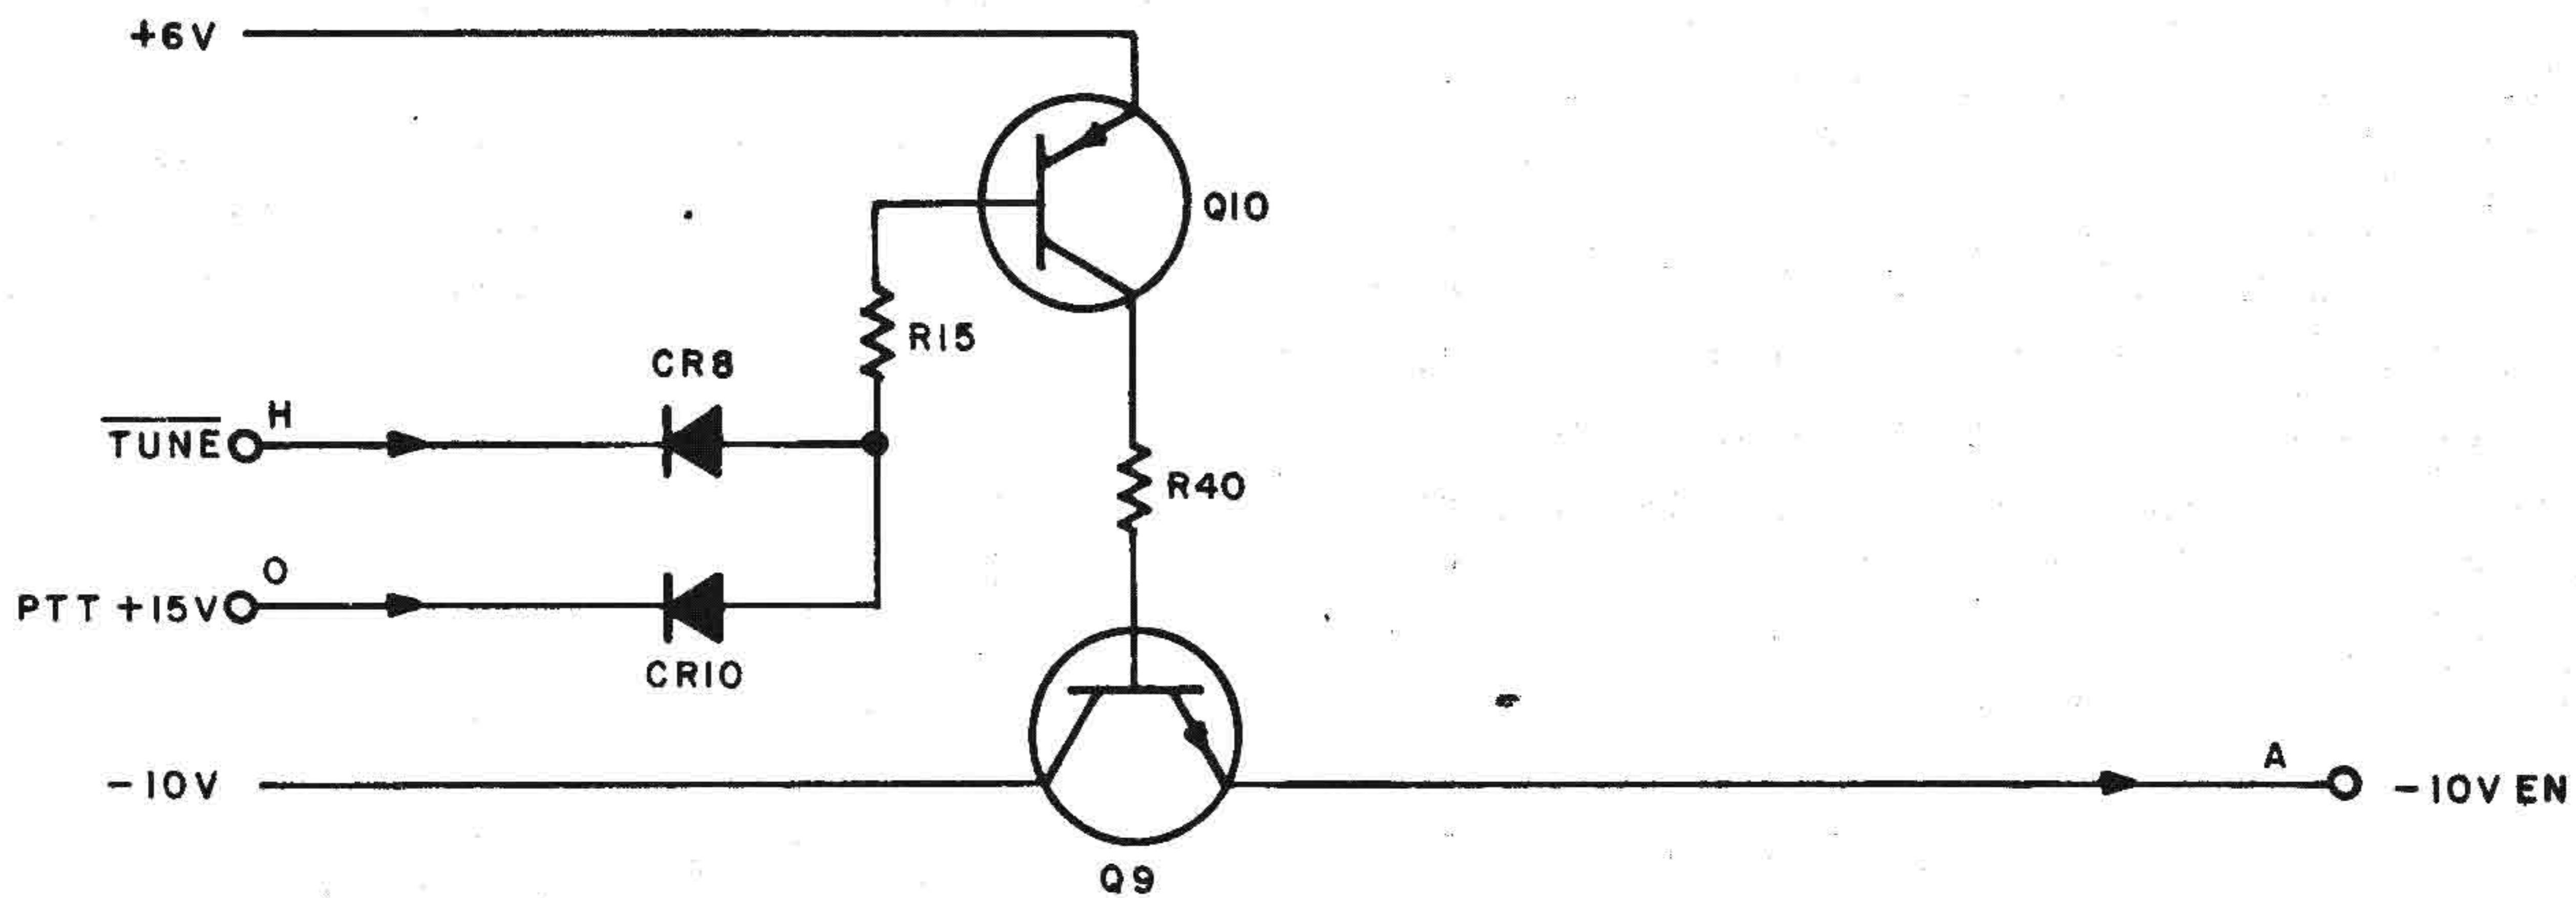 +6V
Q10
R15
CR8
H
TUNE
R40
O
PTT +15V
CR10
A
-10V
-10V EN
Q9